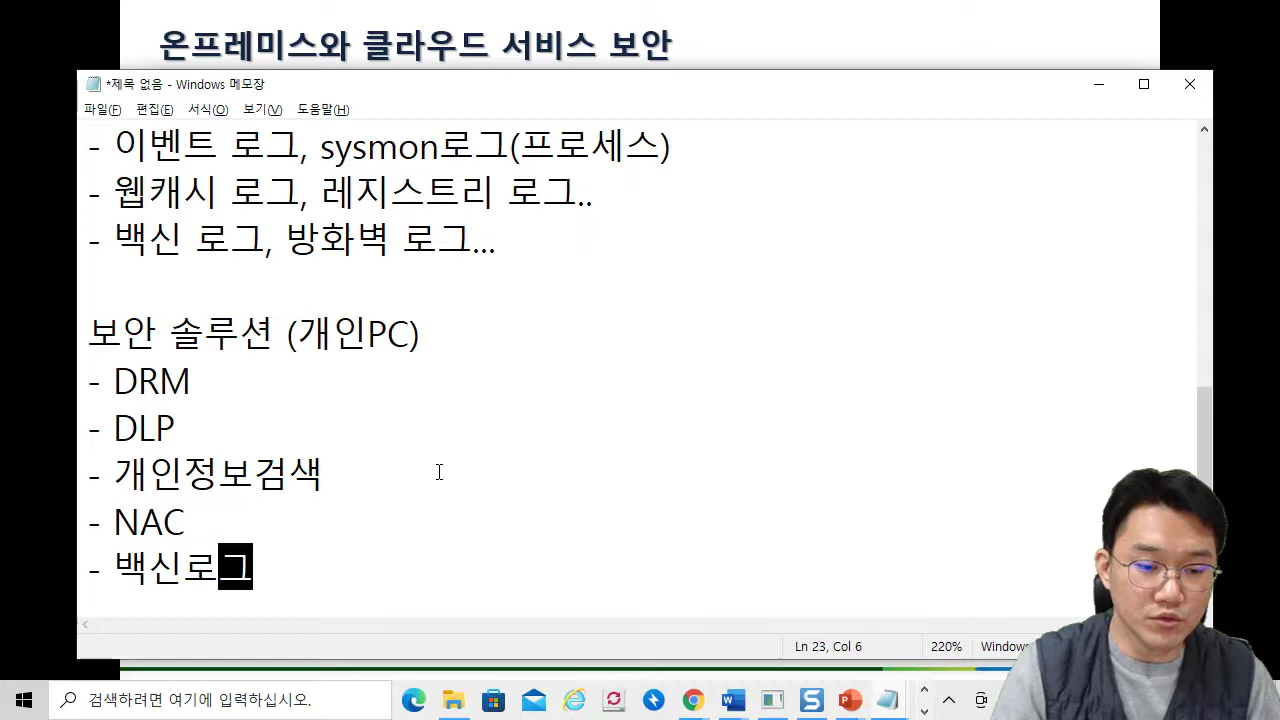 온프레미스와 클라우드 서비스 보안
*제목 없음 - Windows 메모장
파일(F) 편집(E) 서식(O) 보기(V) 도움말(H)
- 이벤트 로그, sysmon로그(프로세스)
- 웹캐시 로그, 레지스트리 로그..
- 백신 로그, 방화벽 로그...
보안 솔루션 (개인PC)
- DRM
- DLP
- 개인정보검색
- NAC
- 백신로그
Ln 23, Col 6 220% Window
검색하려면 여기에 입력하십시오.